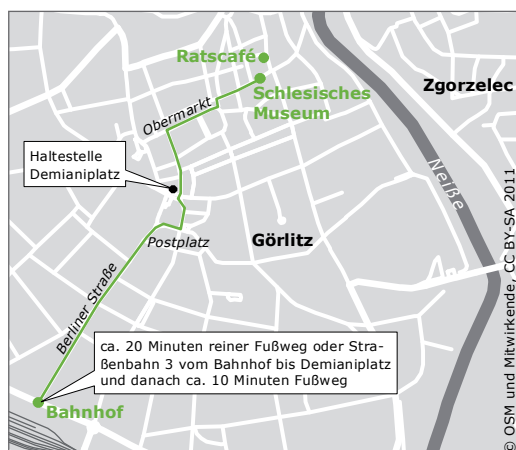 Ratscafé
Zgorzelec
Schlesisches
Museum
Obermarkt
Haltestelle
Demianiplatz
Neiße
Postplatz
Görlitz
Berliner Straße
ca. 20 Minuten reiner Fußweg oder Stra-
ßenbahn 3 vom Bahnhof bis Demianiplatz
und danach ca. 10 Minuten Fußweg
Bahnhof
© OSM und Mitwirkende, CC BY-SA 2011